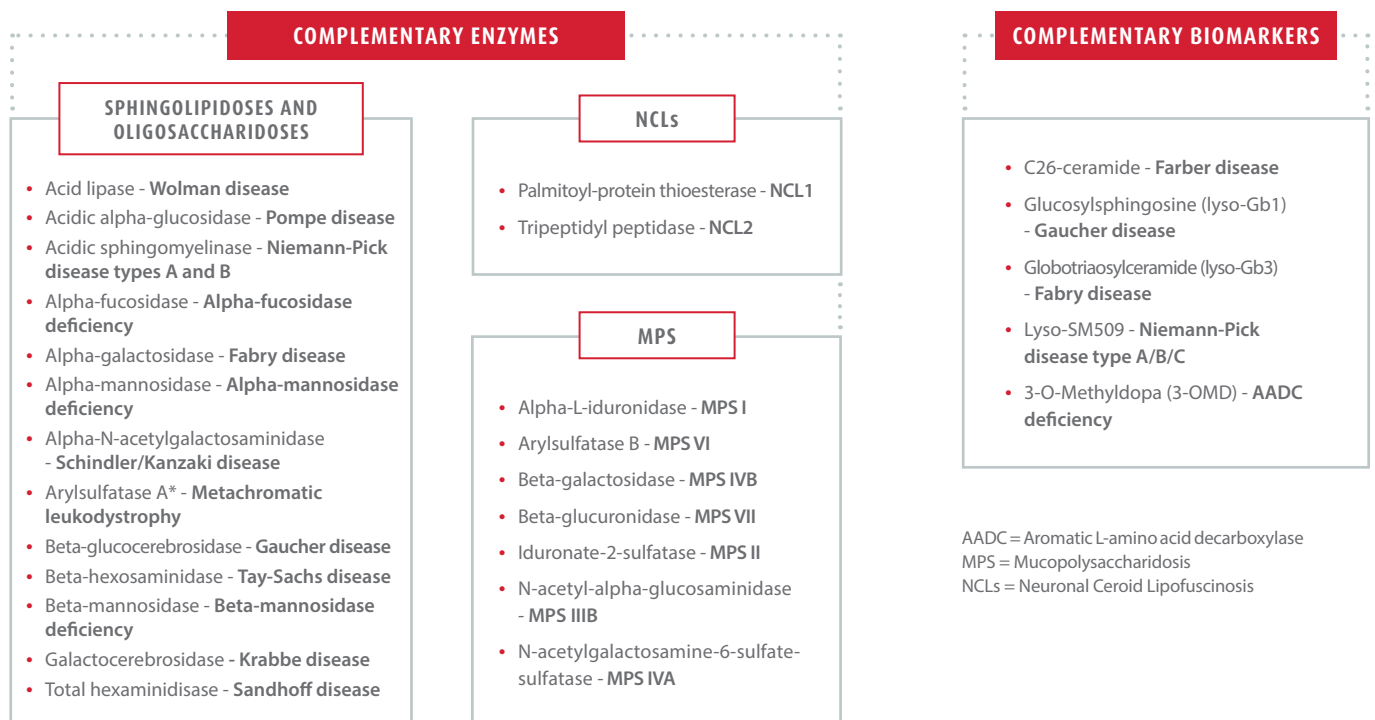 COMPLEMENTARY ENZYMES
SPHINGOLIPIDOSES AND
OLIGOSACCHARIDOSES
• Acid lipase - Wolman disease
• Acidic alpha-glucosidase - Pompe disease
• Acidic sphingomyelinase - Niemann-Pick
disease types A and B
• Alpha-fucosidase - Alpha-fucosidase
deficiency
• Alpha-galactosidase - Fabry disease
• Alpha-mannosidase - Alpha-mannosidase
deficiency
• Alpha-N-acetylgalactosaminidase
- Schindler/Kanzaki disease
• Arylsulfatase A* - Metachromatic
leukodystrophy
• Beta-glucocerebrosidase - Gaucher disease
• Beta-hexosaminidase - Tay-Sachs disease
• Beta-mannosidase - Beta-mannosidase
deficiency
• Galactocerebrosidase - Krabbe disease
• Total hexaminidisase - Sandhoff disease
NCLs
• Palmitoyl-protein thioesterase - NCL1
• Tripeptidyl peptidase - NCL2
MPS
• Alpha-L-iduronidase - MPS I
• Arylsulfatase B - MPS VI
• Beta-galactosidase - MPS IVB
• Beta-glucuronidase - MPS VII
• Iduronate-2-sulfatase - MPS II
• N-acetyl-alpha-glucosaminidase
- MPS IIIB
• N-acetylgalactosamine-6-sulfate-
sulfatase - MPS IVA
COMPLEMENTARY BIOMARKERS
• C26-ceramide - Farber disease
• Glucosylsphingosine (lyso-Gb1)
- Gaucher disease
• Globotriaosylceramide (lyso-Gb3)
- Fabry disease
• Lyso-SM509 - Niemann-Pick
disease type A/B/C
• 3-O-Methyldopa (3-OMD) - AADC
deficiency
AADC = Aromatic L-amino acid decarboxylase
MPS = Mucopolysaccharidosis
NCLs = Neuronal Ceroid Lipofuscinosis